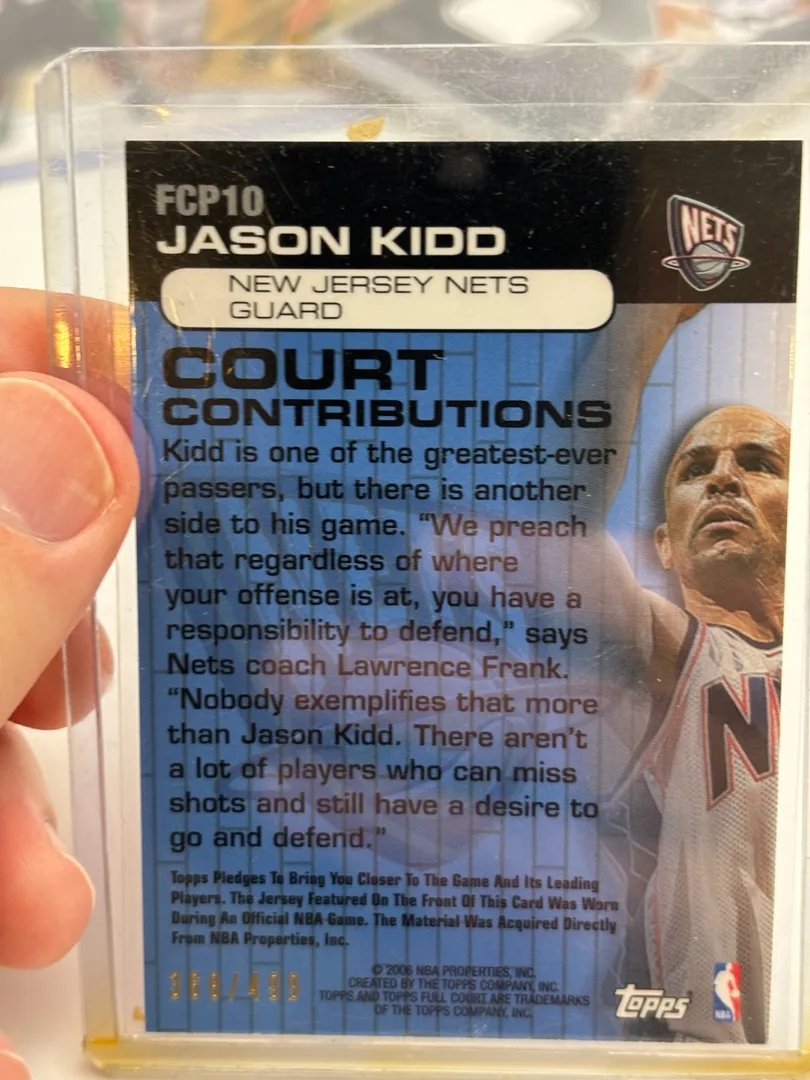 FCP10
JASON KIDD
NETS
NEW JERSEY NETS
GUARD
COURT
CONTRIBUTIONS
Kidd is one of the greatest-ever
passers, but there is another
side to his game. “We preach
that regardless of where
your offense is at, you have a
responsibility to defend,” says
Nets coach Lawrence Frank.
“Nobody exemplifies that more
than Jason Kidd. There aren’t
a lot of players who can miss
shots and still have a desire to
go and defend.”
Topps Pledges To Bring You Closer To The Game And Its Leading
Players. The Jersey Featured On The Front Of This Card Was Worn
During An Official NBA Game. The Material Was Acquired Directly
From NBA Properties, Inc.
© 2006 NBA PROPERTIES, INC.
CREATED BY THE TOPPS COMPANY, INC.
TOPPS AND TOPPS FULL COURT ARE TRADEMARKS
OF THE TOPPS COMPANY, INC.
topps
NBA